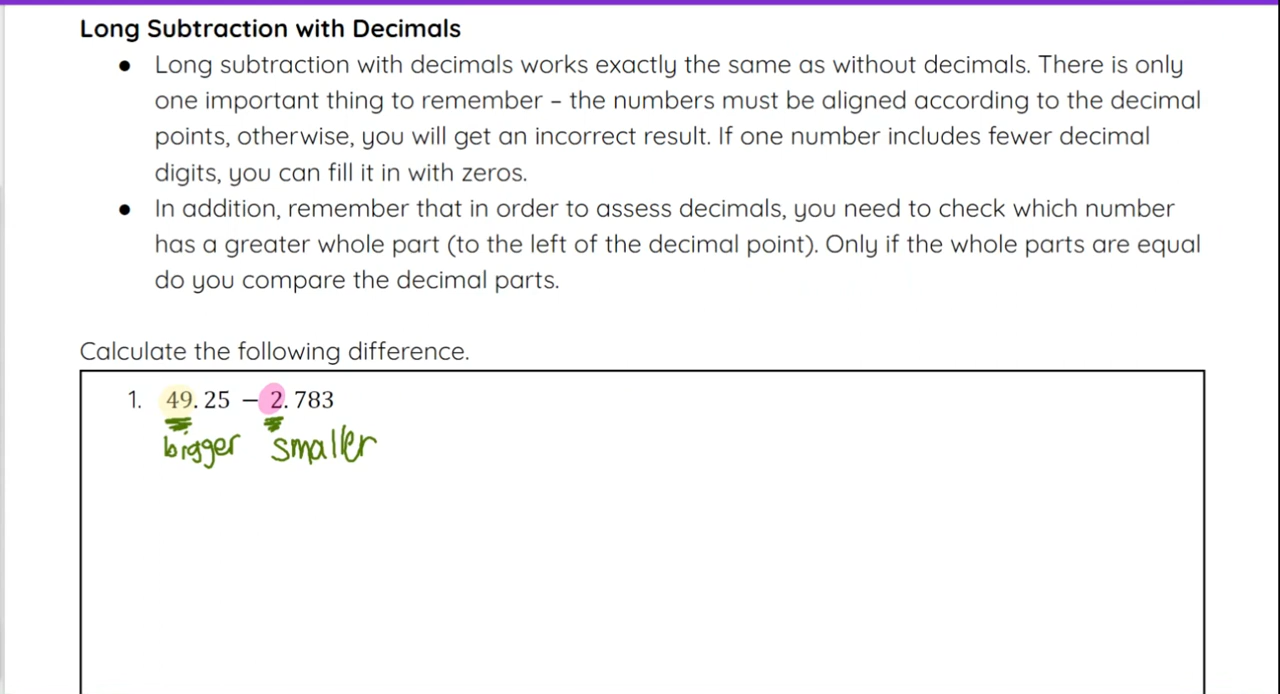 Long Subtraction with Decimals
● Long subtraction with decimals works exactly the same as without decimals. There is only
one important thing to remember – the numbers must be aligned according to the decimal
points, otherwise, you will get an incorrect result. If one number includes fewer decimal
digits, you can fill it in with zeros.
● In addition, remember that in order to assess decimals, you need to check which number
has a greater whole part (to the left of the decimal point). Only if the whole parts are equal
do you compare the decimal parts.
Calculate the following difference.
1. 49. 25 − 2. 783
bigger smaller